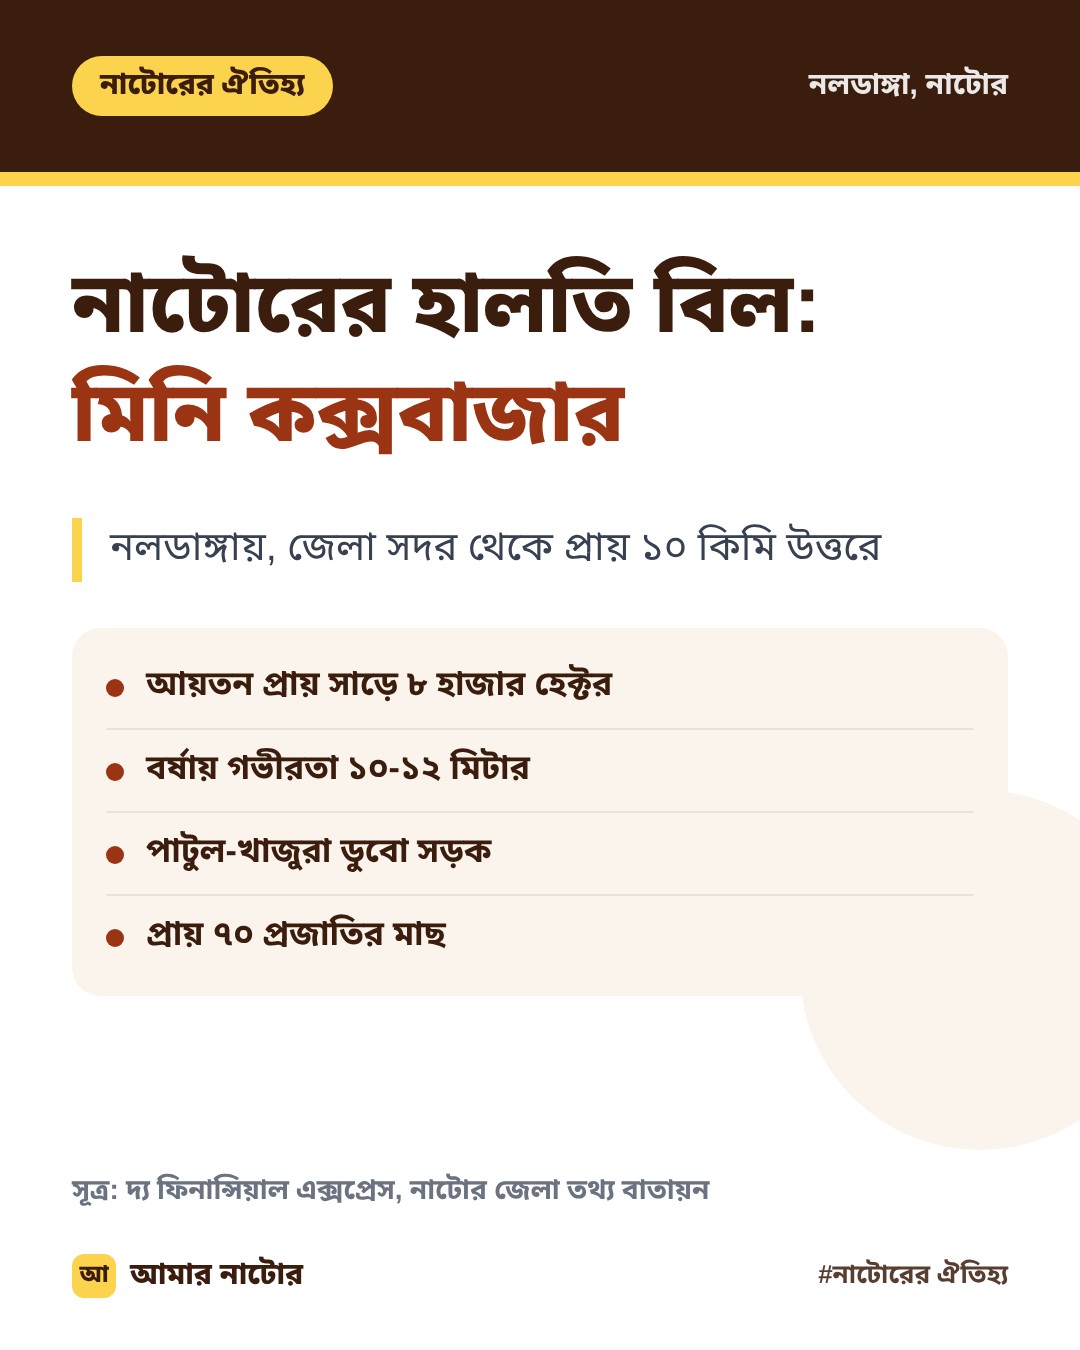 নাটোরের ঐতিহ্য
নলডাঙ্গা, নাটোর
নাটোরের হালতি বিল:
মিনি কক্সবাজার
নলডাঙ্গায়, জেলা সদর থেকে প্রায় ১০ কিমি উত্তরে
আয়তন প্রায় সাড়ে ৮ হাজার হেক্টর
বর্ষায় গভীরতা ১০-১২ মিটার
পাটুল-খাজুরা ডুবো সড়ক
প্রায় ৭০ প্রজাতির মাছ
সূত্র: দ্য ফিনান্সিয়াল এক্সপ্রেস, নাটোর জেলা তথ্য বাতায়ন
আ আমার নাটোর
#নাটোরের ঐতিহ্য